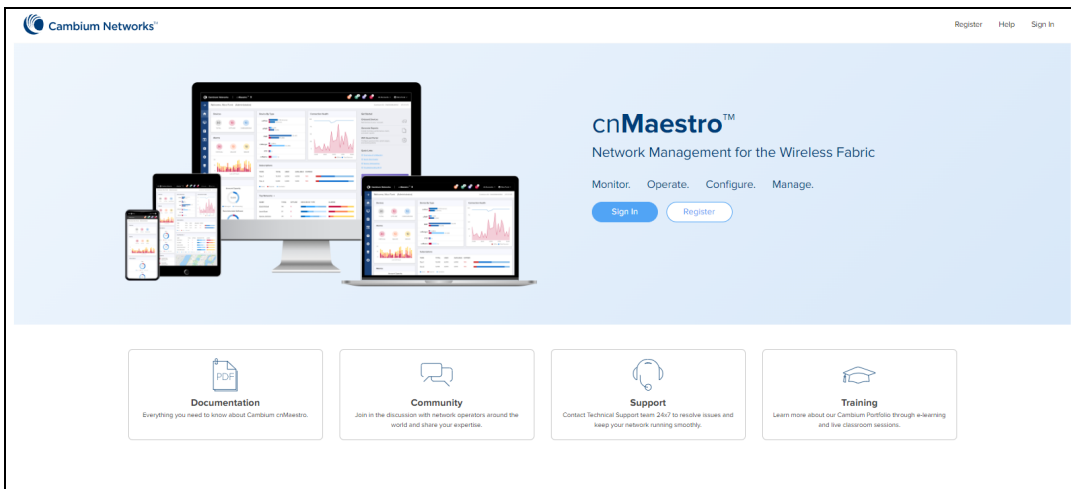 Cambium Networks™
Register Help Sign In
cnMaestro™
Network Management for the Wireless Fabric
Monitor. Operate. Configure. Manage.
Sign In Register
PDF
Documentation
Everything you need to know about Cambium cnMaestro.
Community
Join in the discussion with network operators around the
world and share your expertise.
Support
Contact Technical Support team 24x7 to resolve issues and
keep your network running smoothly.
Training
Learn more about our Cambium Portfolio through e-learning
and live classroom sessions.